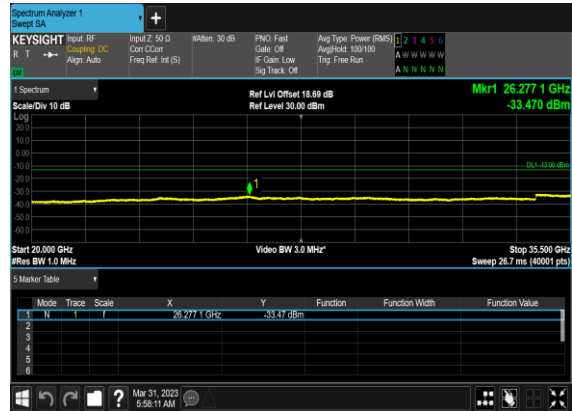 Spectrum Analyzer 1
Swept SA
+
KEYSIGHT Input: RF Input Z: 50 Ω #Atten: 30 dB PNO: Fast Avg Type: Power (RMS) 1 2 3 4 5 6
R T Coupling: DC Corr CCorr Gate: Off Avg|Hold: 100/100 A W W W W W
Align: Auto Freq Ref: Int (S) IF Gain: Low Trig: Free Run
Sig Track: Off A N N N N N
1 Spectrum
Ref Lvl Offset 18.69 dB Mkr1 26.277 1 GHz
Scale/Div 10 dB Ref Level 30.00 dBm -33.470 dBm
Log
20.0
10.0
0.00
-10.0
DL1 -13.00 dBm
-20.0
1
-30.0
-40.0
-50.0
-60.0
Start 20.000 GHz Video BW 3.0 MHz* Stop 35.500 GHz
#Res BW 1.0 MHz Sweep 26.7 ms (40001 pts)
5 Marker Table
Mode Trace Scale X Y Function Function Width Function Value
1 N 1 f 26.277 1 GHz -33.47 dBm
2
3
4
5
6
? Mar 31, 2023
5:58:11 AM